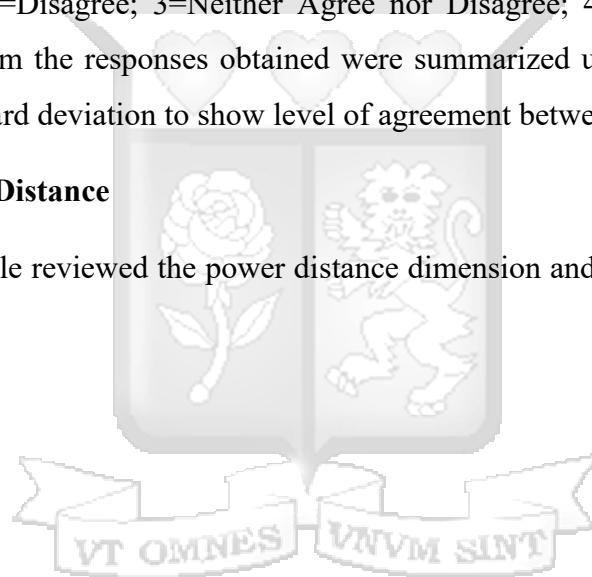 =Disagree; 3=Neither Agree nor Disagree; 4
m the responses obtained were summarized u
ard deviation to show level of agreement betwe
Distance
le reviewed the power distance dimension and
VT OMNES VNVM SINT